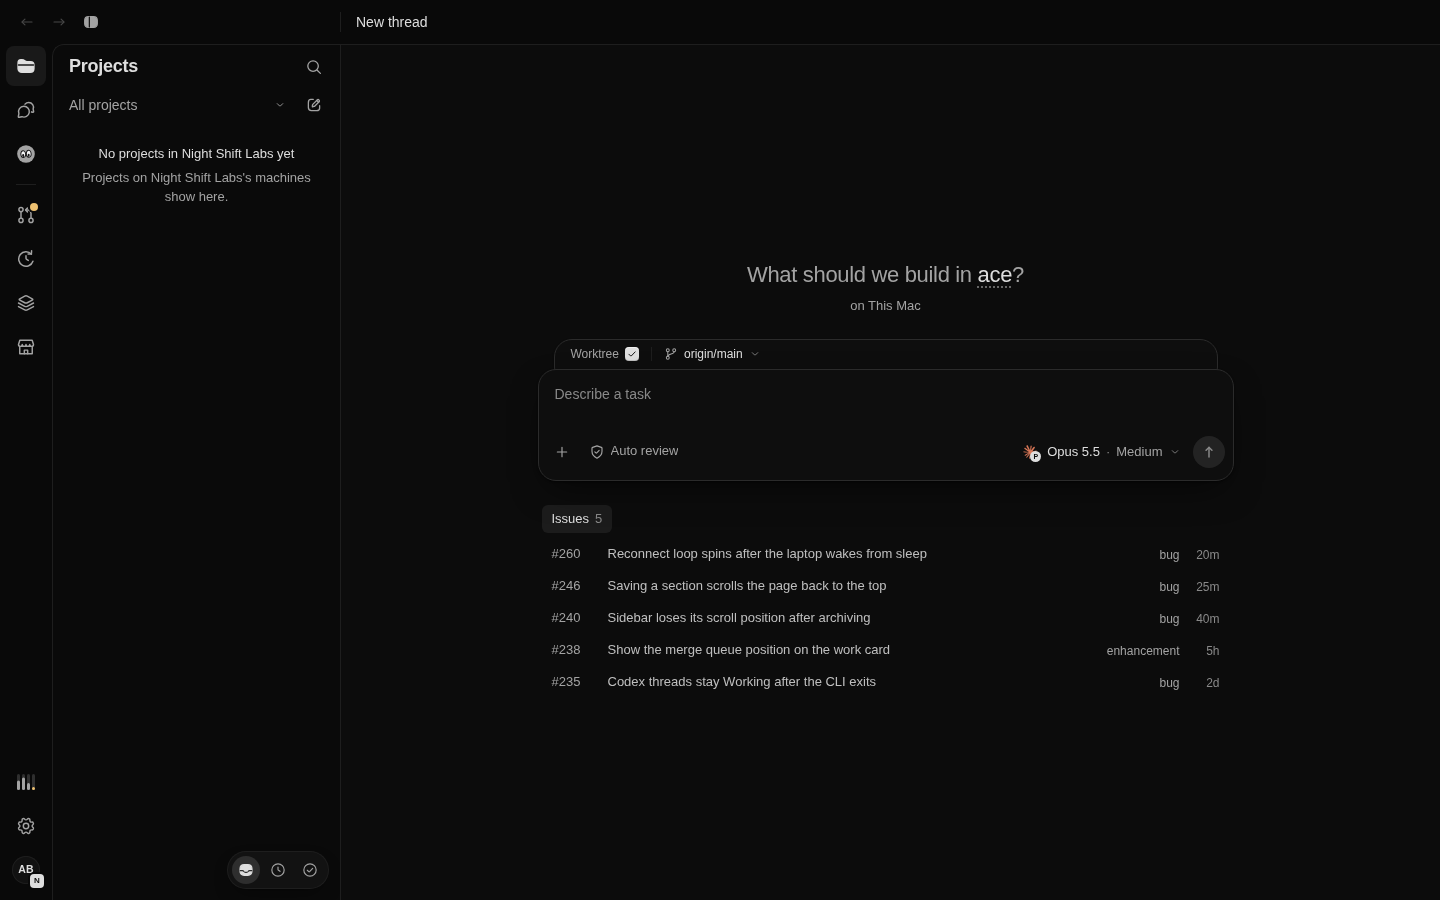 New thread
Projects
All projects
No projects in Night Shift Labs yet
Projects on Night Shift Labs's machines
show here.
What should we build in ace?
on This Mac
Worktree origin/main
Describe a task
Auto review
P
Opus 5.5 · Medium
Issues 5
#260 Reconnect loop spins after the laptop wakes from sleep bug 20m
#246 Saving a section scrolls the page back to the top bug 25m
#240 Sidebar loses its scroll position after archiving bug 40m
#238 Show the merge queue position on the work card enhancement 5h
#235 Codex threads stay Working after the CLI exits bug 2d
AB
N